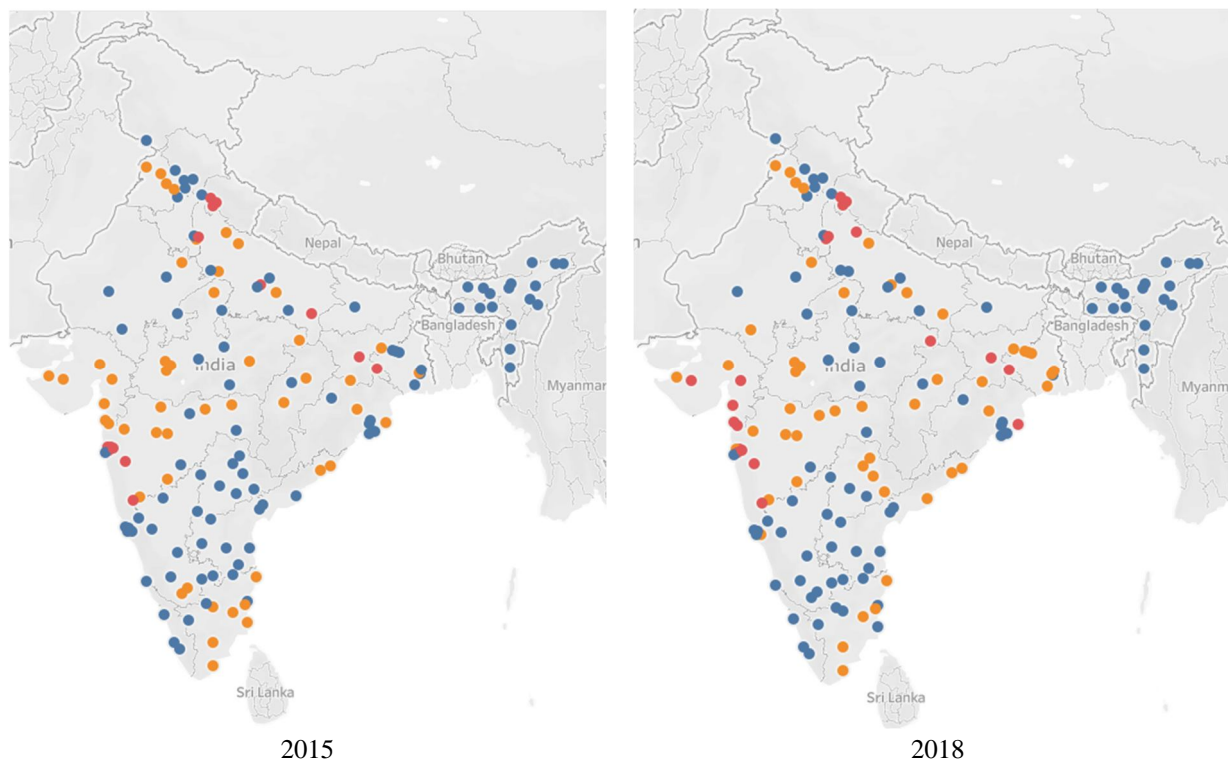 Nepal
Bhutan
Bangladesh
India
Myanmar
Sri Lanka
2015
Nepal
Bhutan
Bangladesh
India
Myanm
Sri Lanka
2018